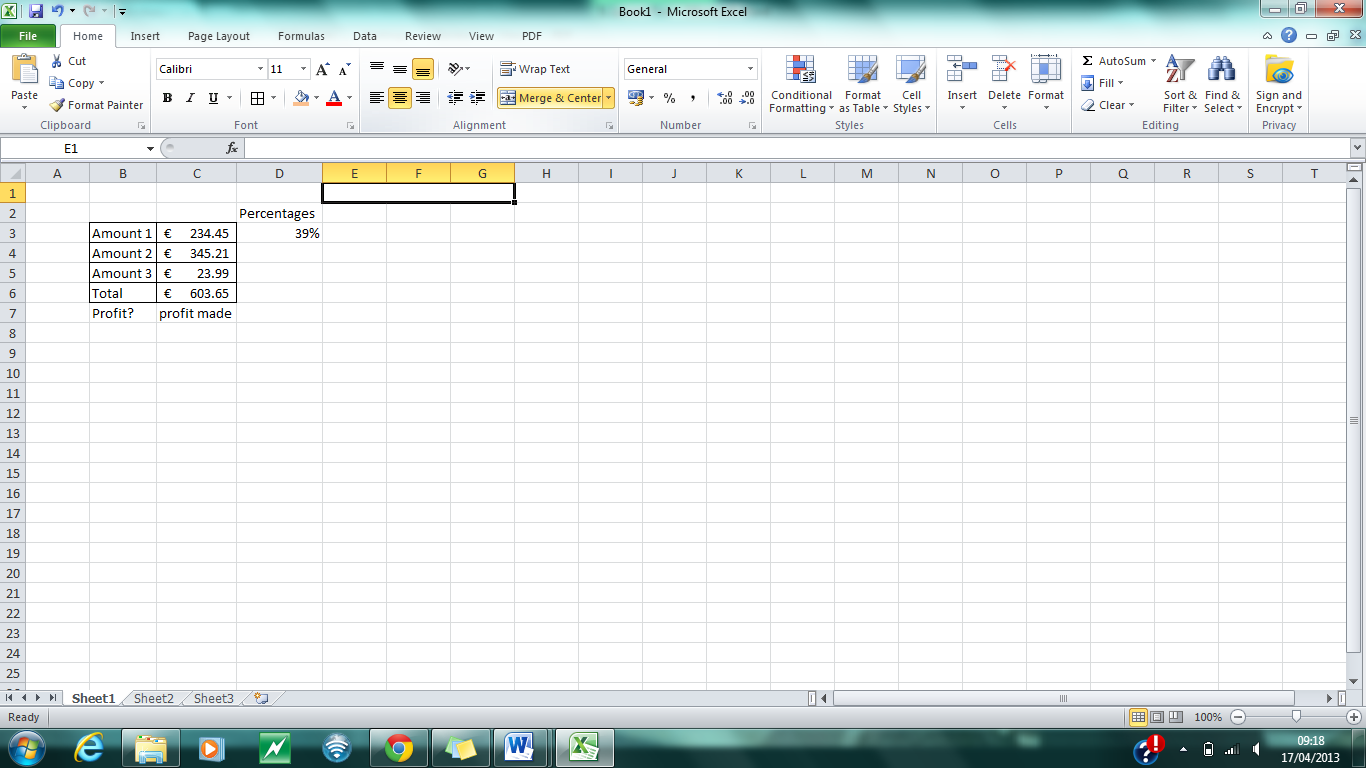 Book1 - Microsoft Excel
File Home Insert Page Layout Formulas Data Review View PDF
Paste
Cut
Copy
Format Painter
Clipboard
Calibri 11 A A
B I U A
Font
Wrap Text
Merge & Center
Alignment
General
% , .00 .0
Number
Conditional Formatting
Format as Table
Cell Styles
Styles
Insert Delete Format
Cells
Σ AutoSum
Fill
Clear
Sort & Filter
Find & Select
Editing
Sign and Encrypt
Privacy
E1 fx
A B C D E F G H I J K L M N O P Q R S T
1
2 Percentages
3 Amount 1 € 234.45 39%
4 Amount 2 € 345.21
5 Amount 3 € 23.99
6 Total € 603.65
7 Profit? profit made
8
9
10
11
12
13
14
15
16
17
18
19
20
21
22
23
24
25
Sheet1 Sheet2 Sheet3
Ready 100%
09:18
17/04/2013